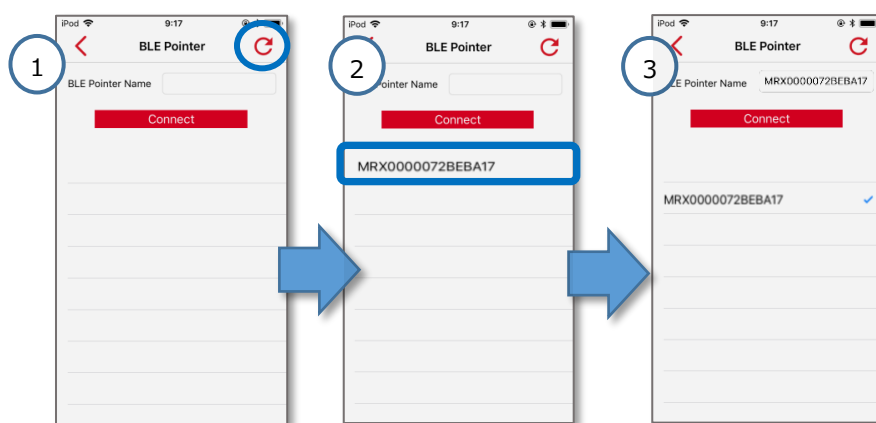 1
iPod 9:17
BLE Pointer
BLE Pointer Name
Connect
2
iPod 9:17
BLE Pointer
ointer Name
Connect
MRX0000072BEBA17
3
iPod 9:17
BLE Pointer
LE Pointer Name MRX0000072BEBA17
Connect
MRX0000072BEBA17